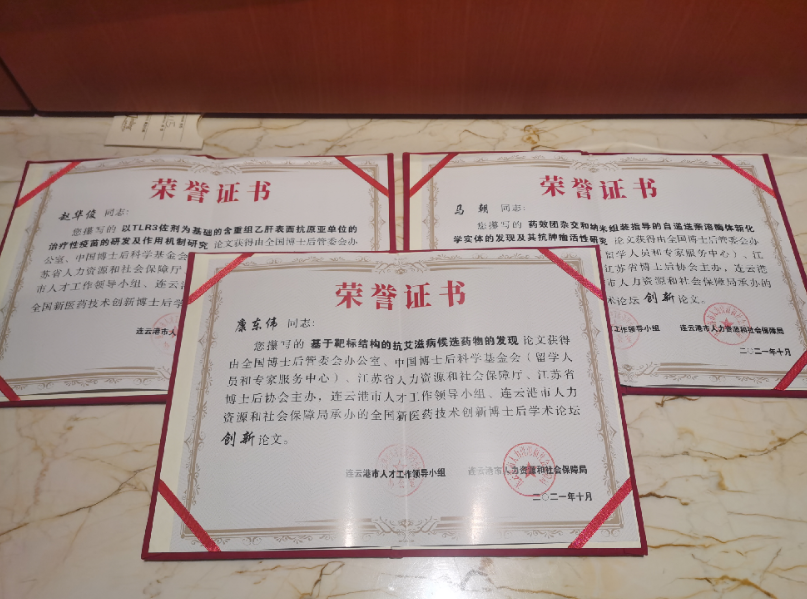 荣誉证书
赵华俊 同志:
您撰写的 以TLR3佐剂为基础的含重组乙肝表面抗原亚单位的
治疗性疫苗的研发及作用机制研究 论文获得由全国博士后管委会办
公室、中国博士后科学基金会
苏省人力资源和社会保障厅、
市人才工作领导小组、连云
全国新医药技术创新博士后学
连云港市人
荣誉证书
马朝 同志:
您撰写的 药效团杂交和纳米组装指导的自递送
化
学实体的发现及其抗肿瘤活性研究 论文获得由全国博士后管委会
留学人员和专家服务中心)、江
江苏省博士后协会主办,连云
力资源和社会保障局承办的
术论坛 创新 论文。
工作领导小组 连云港市人力资源和社会保障局
二〇二一年十月
荣誉证书
康东伟 同志:
您撰写的 基于靶标结构的抗艾滋病候选药物的发现 论文获得
由全国博士后管委会办公室、中国博士后科学基金会(留学人
员和专家服务中心)、江苏省人力资源和社会保障厅、江苏省
博士后协会主办,连云港市人才工作领导小组、连云港市人力
资源和社会保障局承办的全国新医药技术创新博士后学术论坛
创新 论文。
连云港市人才工作领导小组 连云港市人力资源和社会保障局
二〇二一年十月